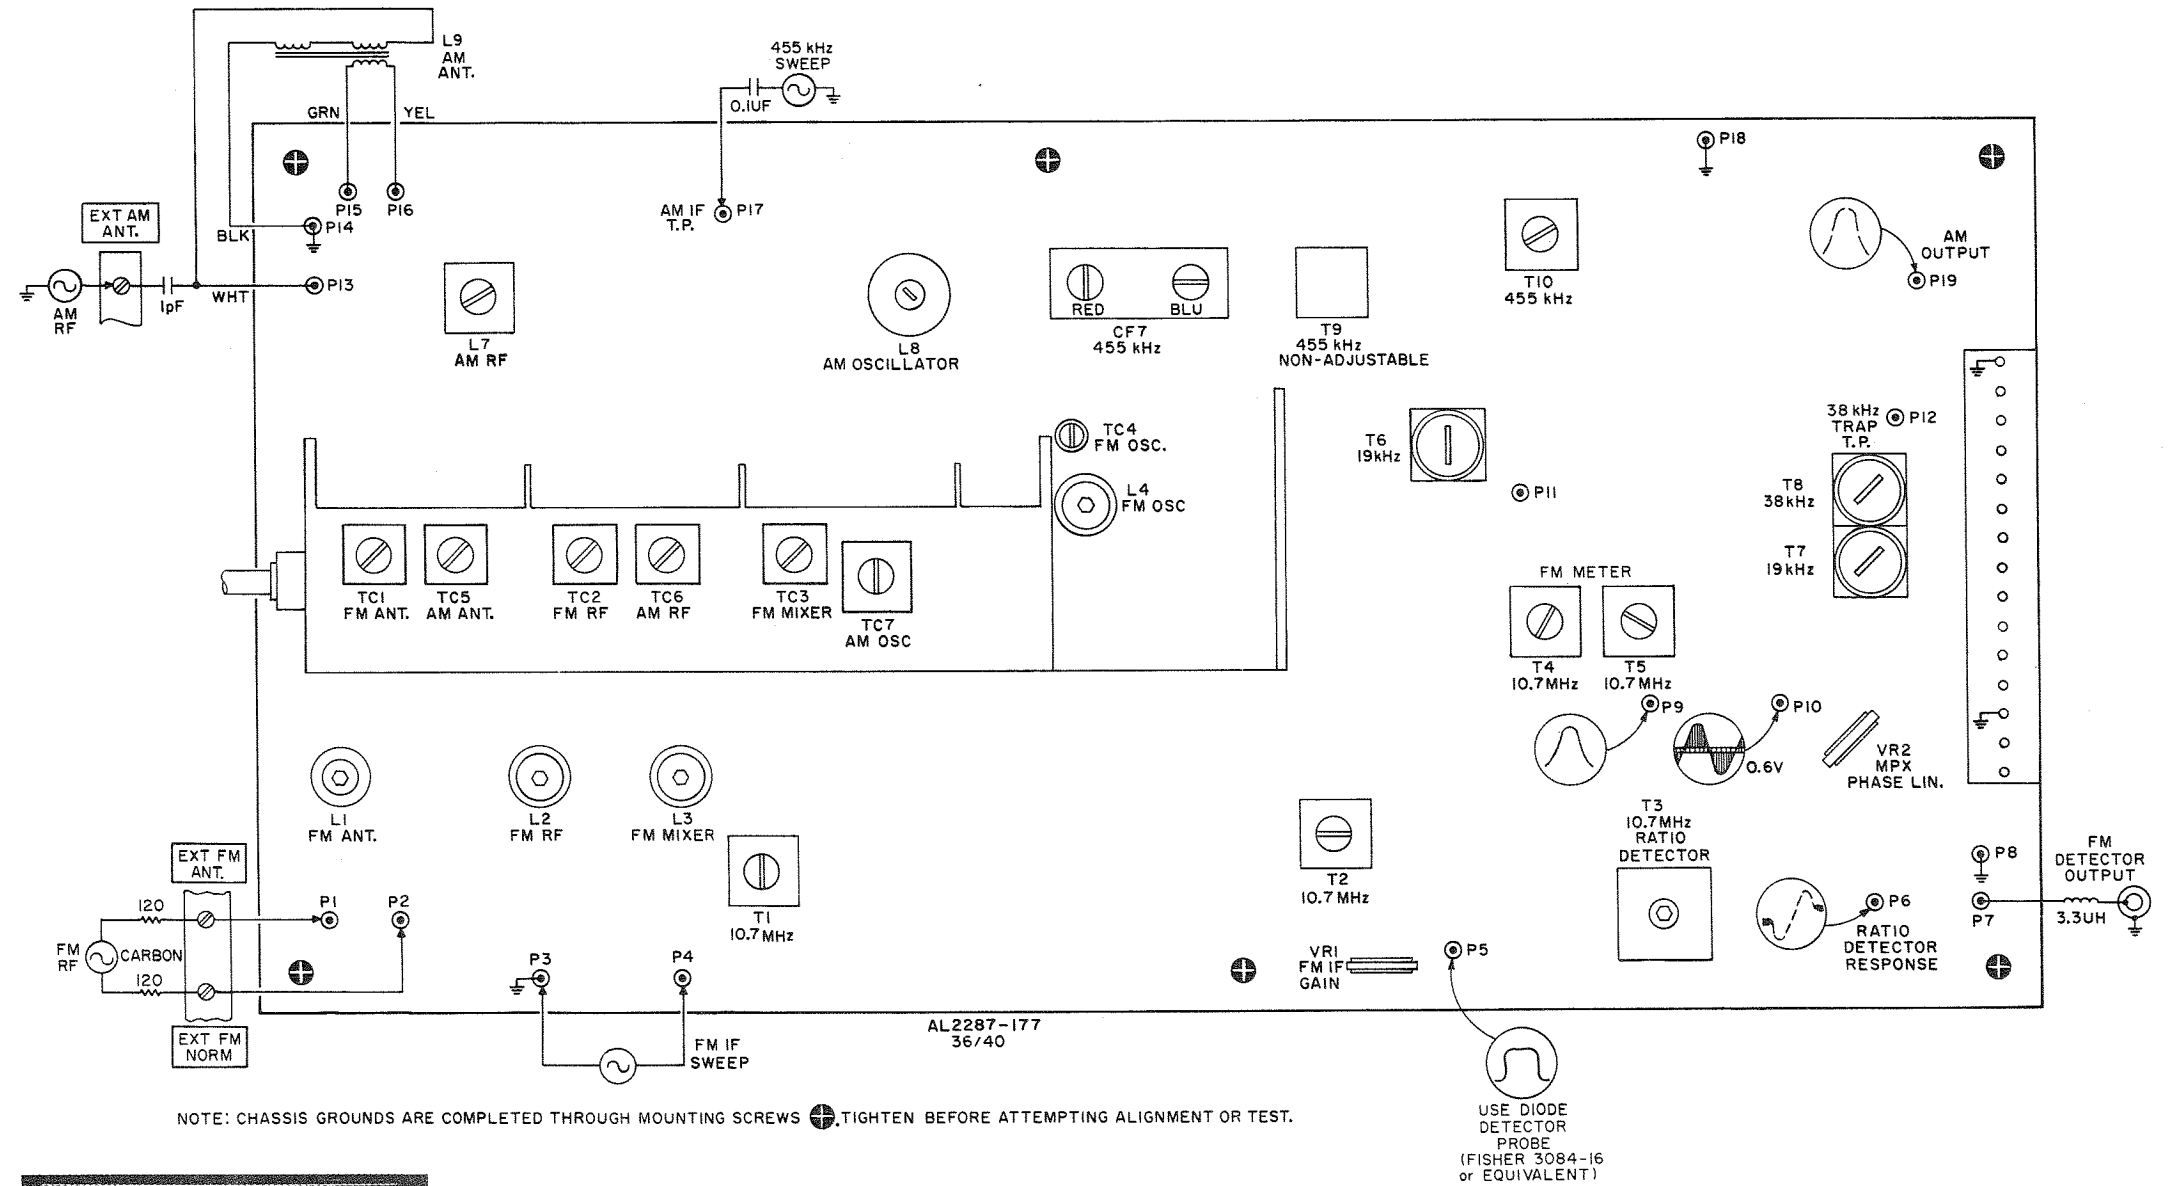 L9
AM
ANT.
455 kHz
SWEEP
0.1UF
GRN
YEL
P18
P15
P16
EXT AM
ANT.
BLK
P14
AM IF
T.P.
P17
AM
OUTPUT
P19
WHT
P13
1pF
AM
RF
L7
AM RF
L8
AM OSCILLATOR
RED
BLU
CF7
455 kHz
T9
455 kHz
NON-ADJUSTABLE
T10
455 kHz
TC4
FM OSC.
L4
FM OSC
T6
19kHz
P11
38 kHz
TRAP
T.P.
P12
T8
38kHz
T7
19kHz
TC1
FM ANT.
TC5
AM ANT.
TC2
FM RF
TC6
AM RF
TC3
FM MIXER
TC7
AM OSC
FM METER
T4
10.7MHz
T5
10.7MHz
P9
P10
0.6V
VR2
MPX
PHASE LIN.
L1
FM ANT.
L2
FM RF
L3
FM MIXER
T1
10.7MHz
T2
10.7MHz
T3
10.7MHz
RATIO
DETECTOR
P8
FM
DETECTOR
OUTPUT
P7
3.3UH
P6
RATIO
DETECTOR
RESPONSE
EXT FM
ANT.
120
P1
P2
FM
RF
CARBON
120
EXT FM
NORM
P3
P4
FM IF
SWEEP
VR1
FM IF
GAIN
P5
AL2287-177
36/40
USE DIODE
DETECTOR
PROBE
(FISHER 3084-16
or EQUIVALENT)
NOTE: CHASSIS GROUNDS ARE COMPLETED THROUGH MOUNTING SCREWS . TIGHTEN BEFORE ATTEMPTING ALIGNMENT OR TEST.